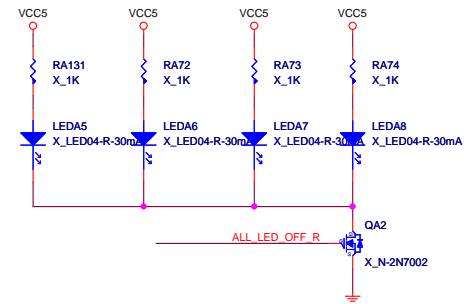 VCC5 VCC5 VCC5 VCC5
RA131 RA72 RA73 RA74
X_1K X_1K X_1K X_1K
LEDA5 LEDA6 LEDA7 LEDA8
X_LED04-R-30mA X_LED04-R-30mA X_LED04-R-30mA X_LED04-R-30mA
QA2
ALL_LED_OFF_R
X_N-2N7002